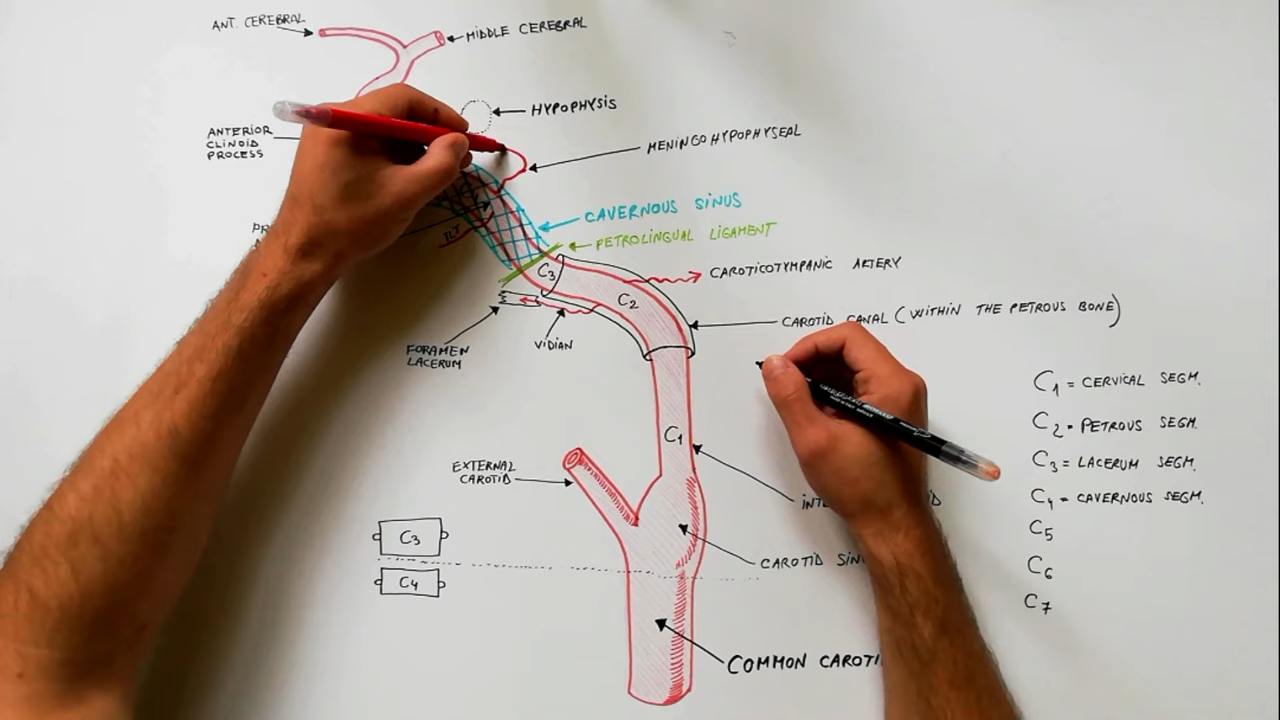 ANT. CEREBRAL
MIDDLE CEREBRAL
HYPOPHYSIS
ANTERIOR
CLINOID
PROCESS
MENINGOHYPOPHYSEAL
CAVERNOUS SINUS
PETROLINGUAL LIGAMENT
ILT
CAROTICOTYMPANIC ARTERY
C3
C2
CAROTID CANAL (WITHIN THE PETROUS BONE)
FORAMEN
LACERUM
VIDIAN
C1 = CERVICAL SEGM.
C2 = PETROUS SEGM.
C3 = LACERUM SEGM.
C4 = CAVERNOUS SEGM.
C5
C6
C7
C1
EXTERNAL
CAROTID
CAROTID
C3
C4
COMMON